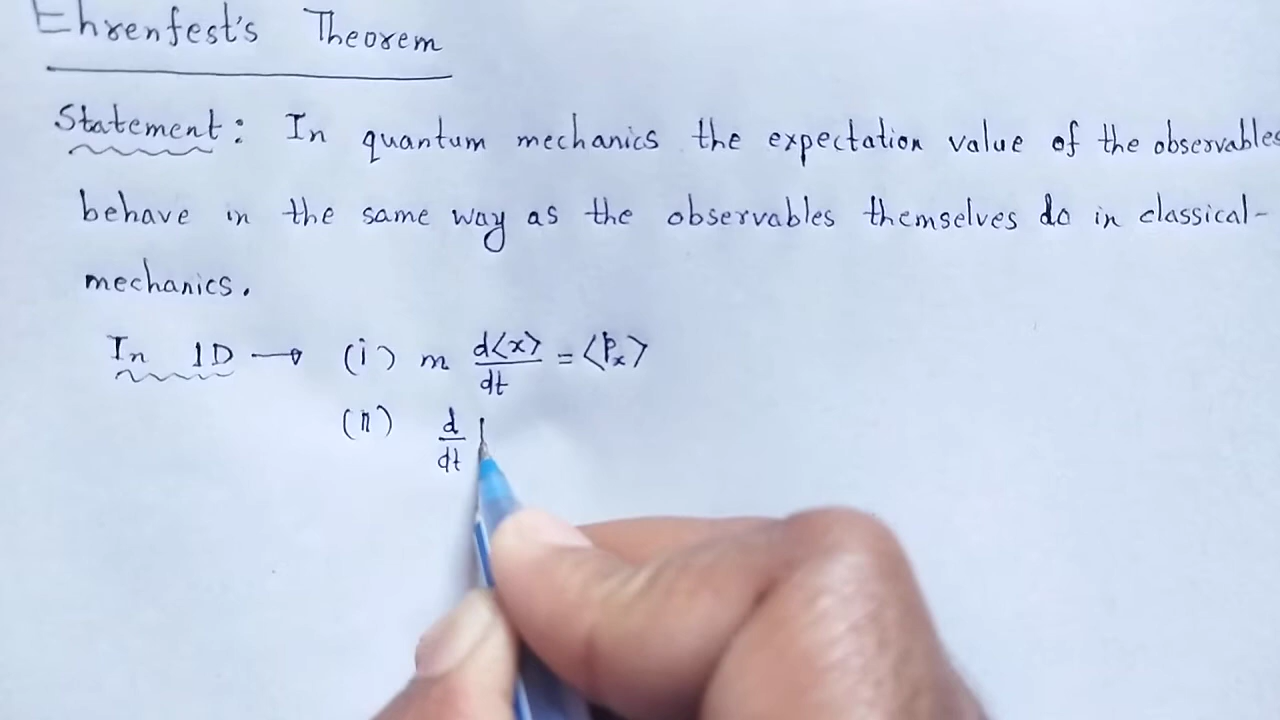 Ehrenfest's Theorem
Statement: In quantum mechanics the expectation value of the observables
behave in the same way as the observables themselves do in classical-
mechanics.
In 1D → (i) m d⟨x⟩/dt = ⟨pₓ⟩
(ii) d/dt